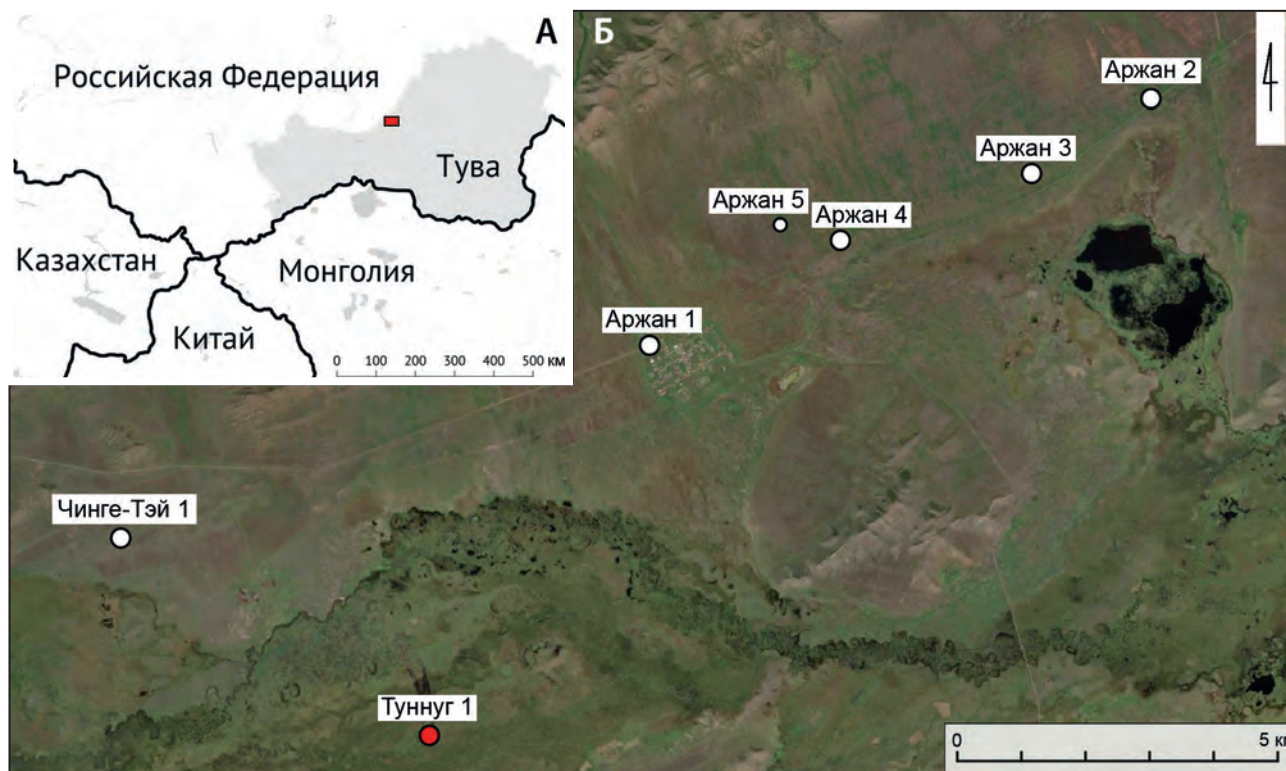 А
Российская Федерация
Тува
Казахстан
Монголия
Китай
0 100 200 300 400 500 км
Б
Аржан 2
Аржан 3
Аржан 5
Аржан 4
Аржан 1
Чинге-Тэй 1
Туннуг 1
0 5 км